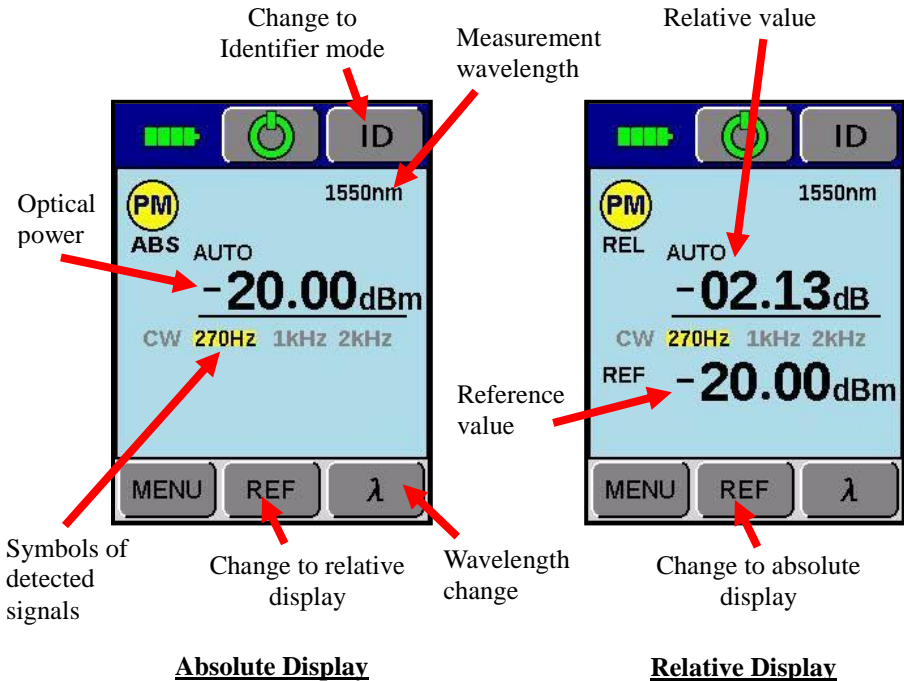 Change to
Identifier mode
Measurement
wavelength
Relative value
ID
ID
Optical
power
PM
1550nm
ABS
AUTO
-20.00dBm
CW 270Hz 1kHz 2kHz
PM
1550nm
REL
AUTO
-02.13dB
CW 270Hz 1kHz 2kHz
REF -20.00dBm
Reference
value
MENU REF λ
MENU REF λ
Symbols of
detected
signals
Change to relative
display
Wavelength
change
Change to absolute
display
Absolute Display
Relative Display